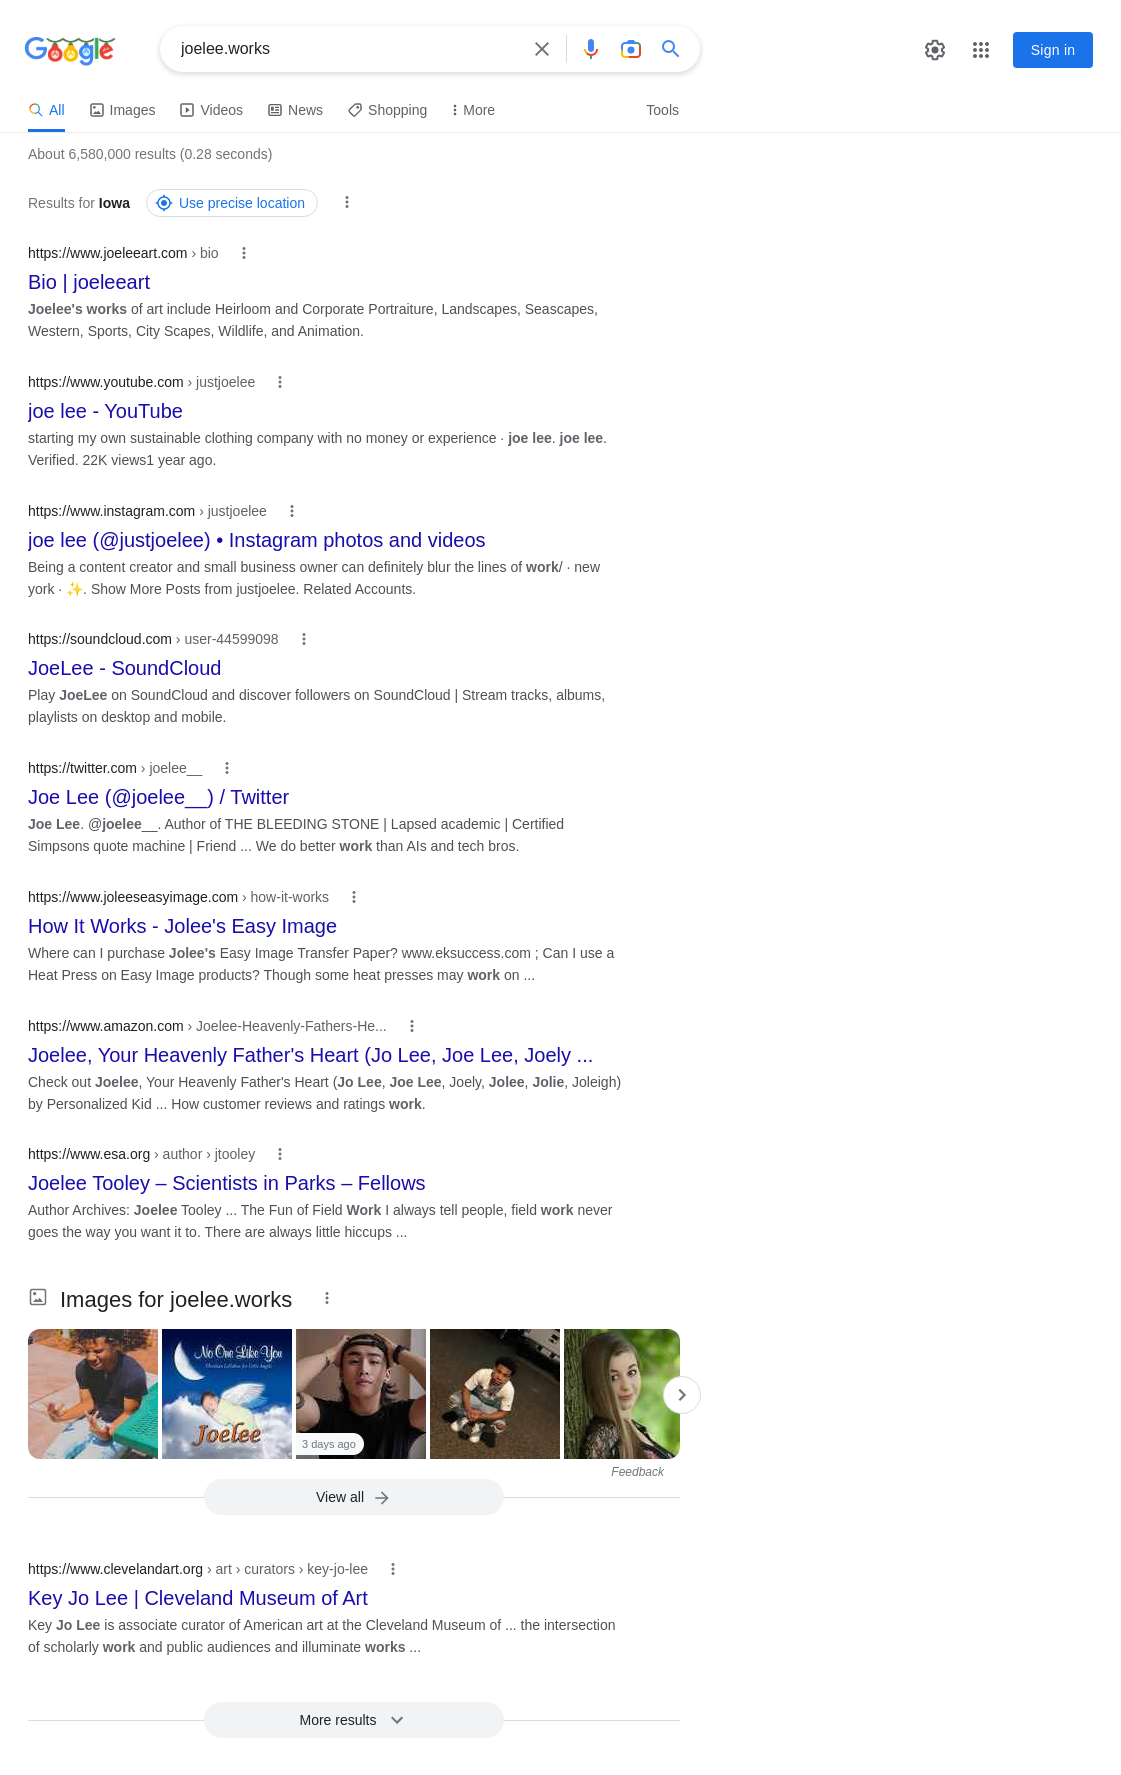 Google
joelee.works
Sign in
All
Images
Videos
News
Shopping
More
Tools
About 6,580,000 results (0.28 seconds)
Results for Iowa
Use precise location
https://www.joeleeart.com › bio
Bio | joeleeart
Joelee's works of art include Heirloom and Corporate Portraiture, Landscapes, Seascapes,
Western, Sports, City Scapes, Wildlife, and Animation.
https://www.youtube.com › justjoelee
joe lee - YouTube
starting my own sustainable clothing company with no money or experience · joe lee. joe lee.
Verified. 22K views1 year ago.
https://www.instagram.com › justjoelee
joe lee (@justjoelee) • Instagram photos and videos
Being a content creator and small business owner can definitely blur the lines of work/ · new
york · ✨. Show More Posts from justjoelee. Related Accounts.
https://soundcloud.com › user-44599098
JoeLee - SoundCloud
Play JoeLee on SoundCloud and discover followers on SoundCloud | Stream tracks, albums,
playlists on desktop and mobile.
https://twitter.com › joelee__
Joe Lee (@joelee__) / Twitter
Joe Lee. @joelee__. Author of THE BLEEDING STONE | Lapsed academic | Certified
Simpsons quote machine | Friend ... We do better work than AIs and tech bros.
https://www.joleeseasyimage.com › how-it-works
How It Works - Jolee's Easy Image
Where can I purchase Jolee's Easy Image Transfer Paper? www.eksuccess.com ; Can I use a
Heat Press on Easy Image products? Though some heat presses may work on ...
https://www.amazon.com › Joelee-Heavenly-Fathers-He...
Joelee, Your Heavenly Father's Heart (Jo Lee, Joe Lee, Joely ...
Check out Joelee, Your Heavenly Father's Heart (Jo Lee, Joe Lee, Joely, Jolee, Jolie, Joleigh)
by Personalized Kid ... How customer reviews and ratings work.
https://www.esa.org › author › jtooley
Joelee Tooley – Scientists in Parks – Fellows
Author Archives: Joelee Tooley ... The Fun of Field Work I always tell people, field work never
goes the way you want it to. There are always little hiccups ...
Images for joelee.works
No One Like You
Joelee
3 days ago
Feedback
View all
https://www.clevelandart.org › art › curators › key-jo-lee
Key Jo Lee | Cleveland Museum of Art
Key Jo Lee is associate curator of American art at the Cleveland Museum of ... the intersection
of scholarly work and public audiences and illuminate works ...
More results